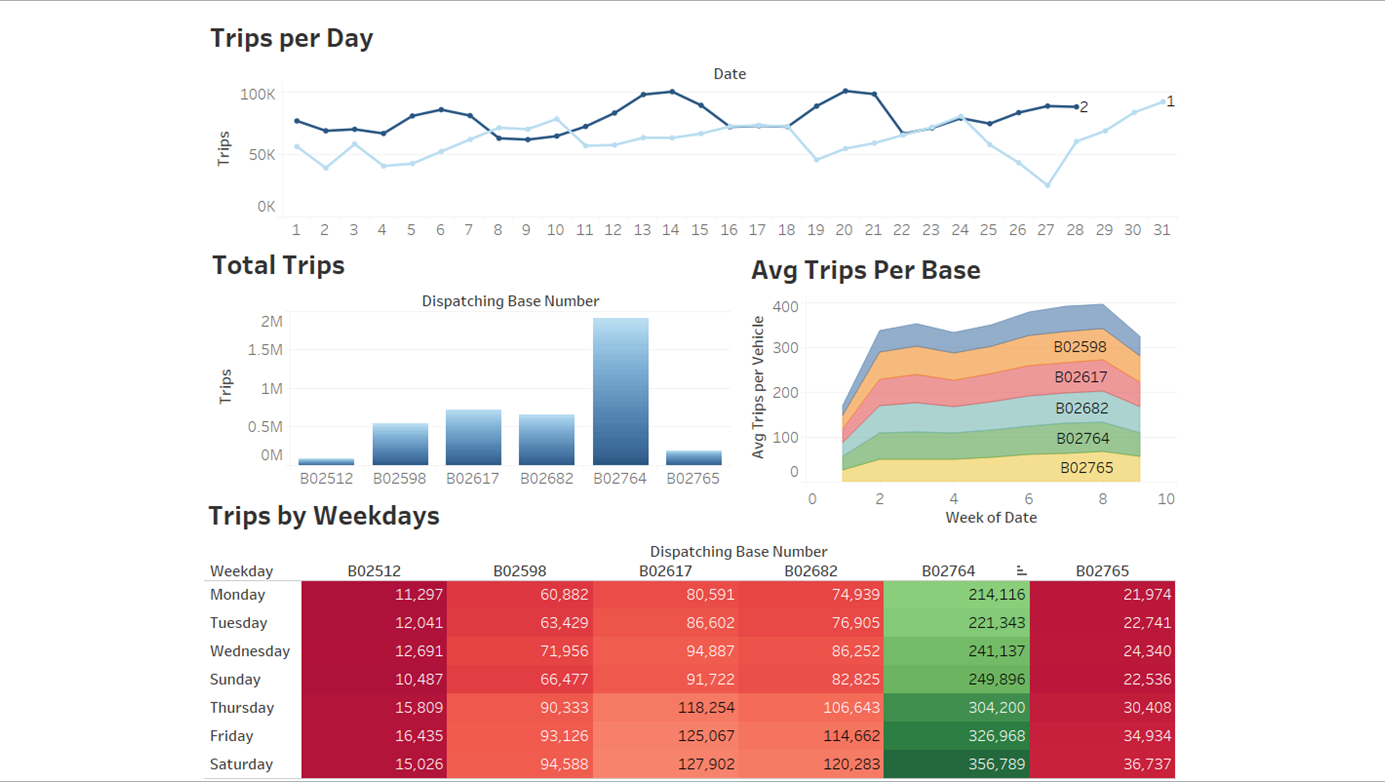 Trips per Day
Date
100K
50K
0K
Trips
2
1
1 2 3 4 5 6 7 8 9 10 11 12 13 14 15 16 17 18 19 20 21 22 23 24 25 26 27 28 29 30 31
Total Trips
Dispatching Base Number
2M
1.5M
1M
0.5M
0M
Trips
B02512 B02598 B02617 B02682 B02764 B02765
Avg Trips Per Base
400
300
200
100
0
Avg Trips per Vehicle
B02598
B02617
B02682
B02764
B02765
0 2 4 6 8 10
Week of Date
Trips by Weekdays
Dispatching Base Number
Weekday B02512 B02598 B02617 B02682 B02764 B02765
Monday 11,297 60,882 80,591 74,939 214,116 21,974
Tuesday 12,041 63,429 86,602 76,905 221,343 22,741
Wednesday 12,691 71,956 94,887 86,252 241,137 24,340
Sunday 10,487 66,477 91,722 82,825 249,896 22,536
Thursday 15,809 90,333 118,254 106,643 304,200 30,408
Friday 16,435 93,126 125,067 114,662 326,968 34,934
Saturday 15,026 94,588 127,902 120,283 356,789 36,737